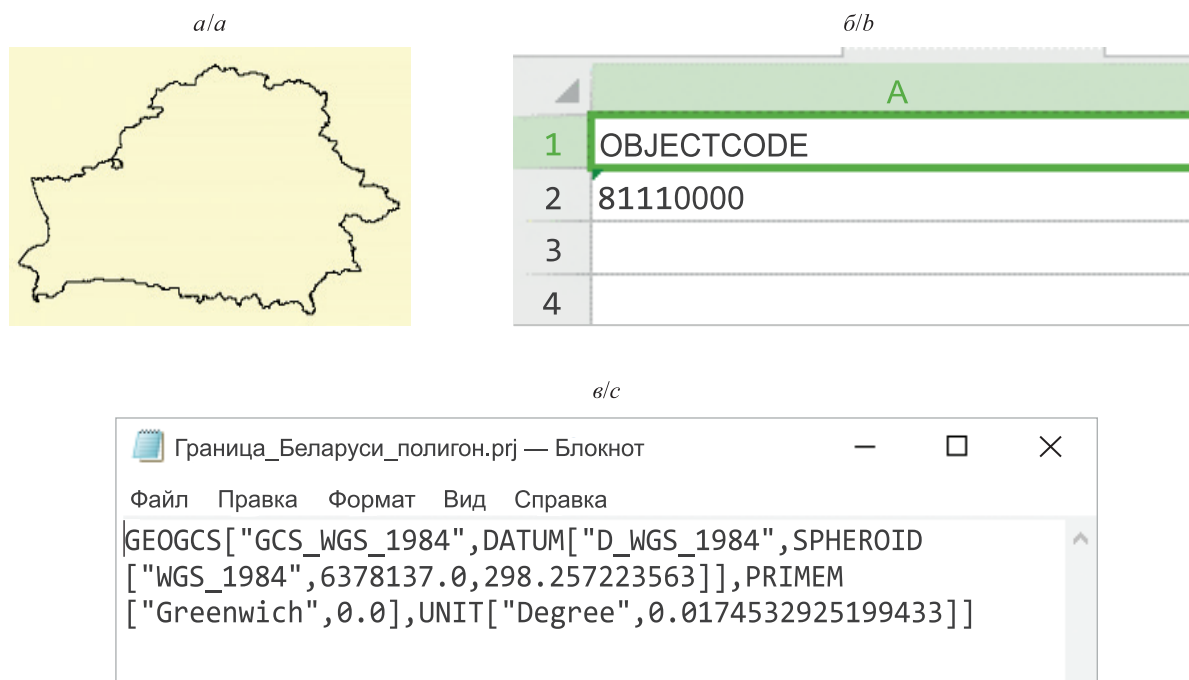 а/a
б/b
A
1 OBJECTCODE
2 81110000
3
4
в/c
Граница_Беларуси_полигон.prj — Блокнот
Файл Правка Формат Вид Справка
GEOGCS["GCS_WGS_1984",DATUM["D_WGS_1984",SPHEROID
["WGS_1984",6378137.0,298.257223563]],PRIMEM
["Greenwich",0.0],UNIT["Degree",0.0174532925199433]]